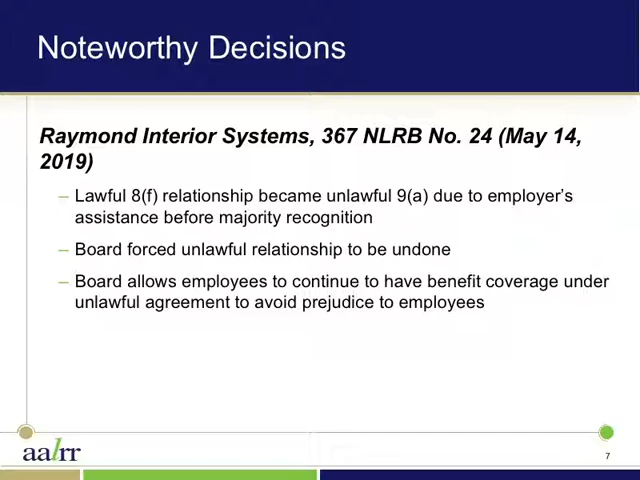 Noteworthy Decisions
Raymond Interior Systems, 367 NLRB No. 24 (May 14,
2019)
– Lawful 8(f) relationship became unlawful 9(a) due to employer's
assistance before majority recognition
– Board forced unlawful relationship to be undone
– Board allows employees to continue to have benefit coverage under
unlawful agreement to avoid prejudice to employees
aalrr
7